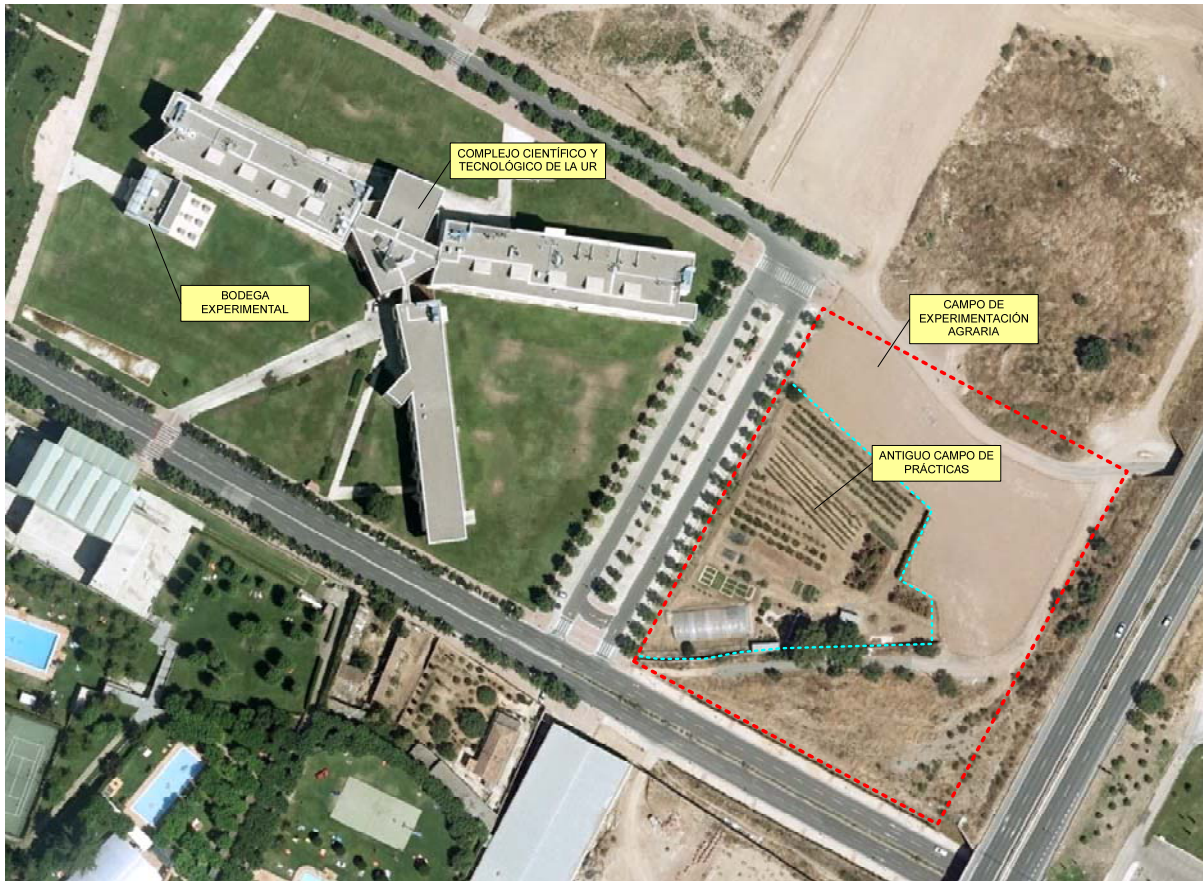 COMPLEJO CIENTÍFICO Y
TECNOLÓGICO DE LA UR
BODEGA
EXPERIMENTAL
CAMPO DE
EXPERIMENTACIÓN
AGRARIA
ANTIGUO CAMPO DE
PRÁCTICAS